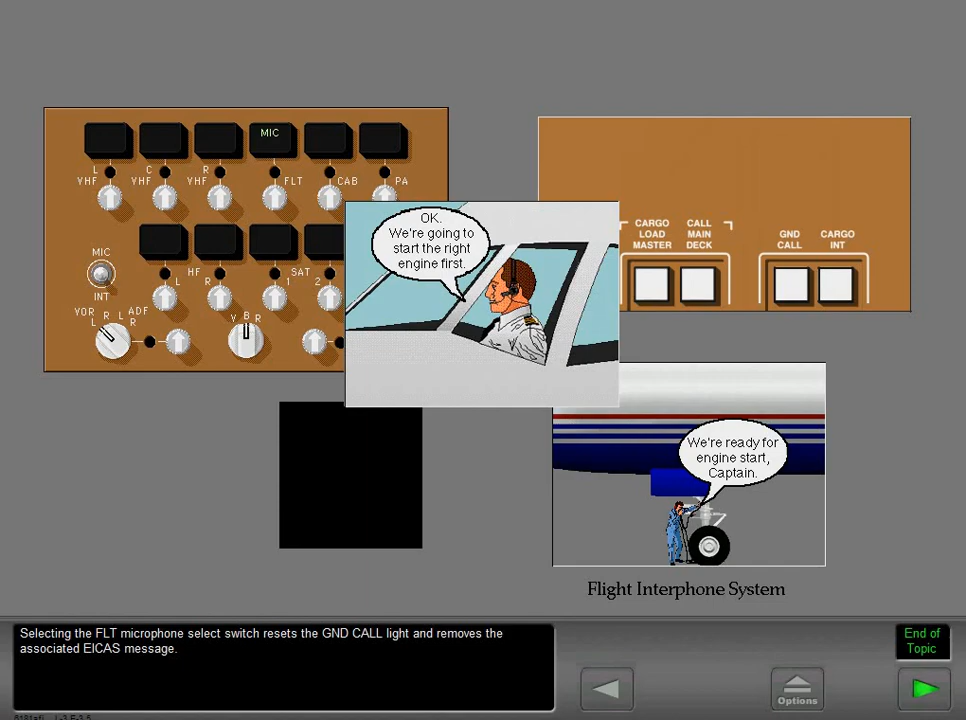 MIC
L
VHF
C
VHF
R
VHF
FLT
CAB
PA
MIC
INT
L
HF
R
1
SAT
2
VOR
L R L R
ADF
V B R
OK.
We're going to
start the right
engine first.
CARGO
LOAD
MASTER
CALL
MAIN
DECK
GND
CALL
CARGO
INT
We're ready for
engine start,
Captain.
Flight Interphone System
Selecting the FLT microphone select switch resets the GND CALL light and removes the
associated EICAS message.
End of
Topic
Options